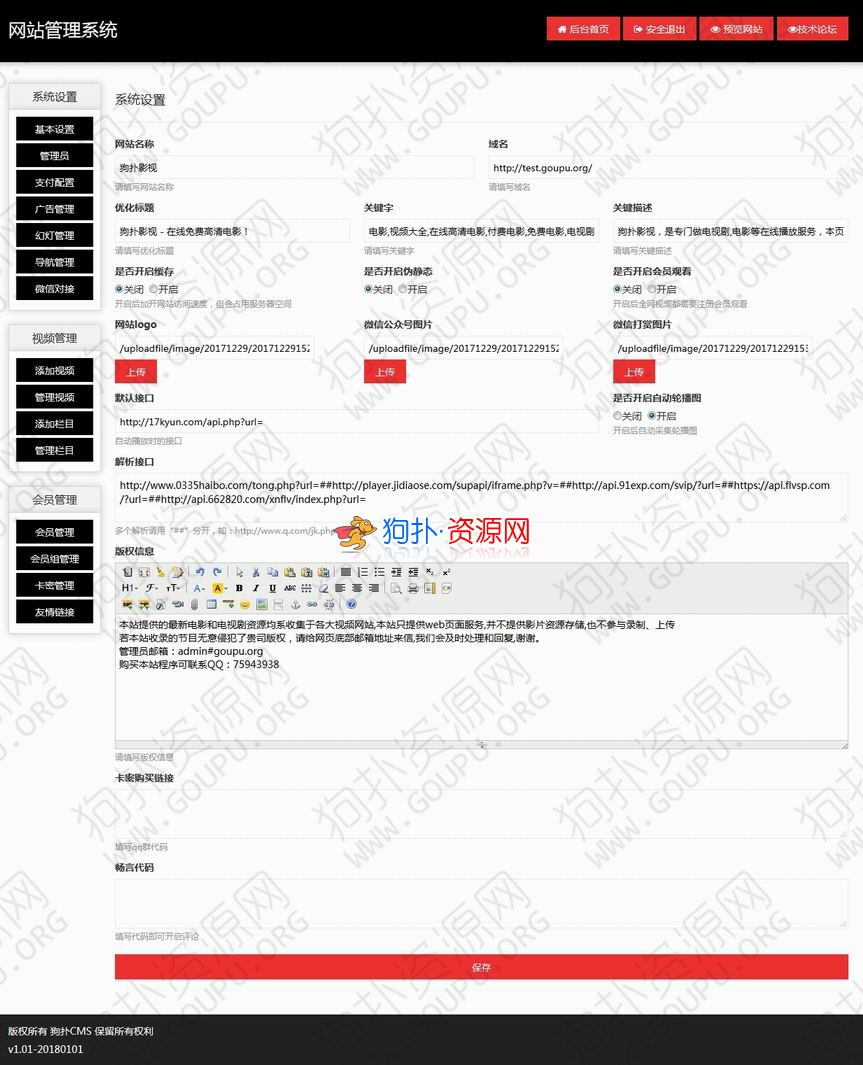 网站管理系统
后台首页 安全退出 预览网站 技术论坛
系统设置
基本设置
管理员
支付配置
广告管理
幻灯管理
导航管理
微信对接
视频管理
添加视频
管理视频
添加栏目
管理栏目
会员管理
会员管理
会员组管理
卡密管理
友情链接
系统设置
网站名称 域名
狗扑影视 http://test.goupu.org/
请填写网站名称 请填写域名
优化标题 关键字 关键描述
狗扑影视 - 在线免费高清电影！ 电影,视频大全,在线高清电影,付费电影,免费电影,电视剧 狗扑影视，是专门做电视剧,电影等在线播放服务，本页
请填写优化标题 请填写关键字 请填写关键描述
是否开启缓存 是否开启伪静态 是否开启会员观看
关闭 开启 关闭 开启 关闭 开启
开启后加开网站访问速度，但会占用服务器空间 开启后全网视频都需要注册会员观看
网站logo 微信公众号图片 微信打赏图片
/uploadfile/image/20171229/2017122915 /uploadfile/image/20171229/2017122915 /uploadfile/image/20171229/2017122915
上传 上传 上传
默认接口 是否开启自动轮播图
http://17kyun.com/api.php?url= 关闭 开启
自动播放时的接口 开启后自动采集轮播图
解析接口
http://www.0335haibo.com/tong.php?url=##http://player.jidiaose.com/supapi/iframe.php?v=##http://api.91exp.com/svip/?url=##https://api.flvsp.com
/?url=##http://api.662820.com/xnflv/index.php?url=
多个解析请用 "##" 分开，如：http://www.q.com/jk.php
狗扑·资源网
版权信息
本站提供的最新电影和电视剧资源均系收集于各大视频网站,本站只提供web页面服务,并不提供影片资源存储,也不参与录制、上传
若本站收录的节目无意侵犯了贵司版权，请给网页底部邮箱地址来信,我们会及时处理和回复,谢谢。
管理员邮箱：admin#goupu.org
购买本站程序可联系QQ：75943938
请填写版权信息
卡密购买链接
填写qq群代码
畅言代码
填写代码即可开启评论
保存
版权所有 狗扑CMS 保留所有权利
v1.01-20180101
狗扑资源网
WWW.GOUPU.ORG